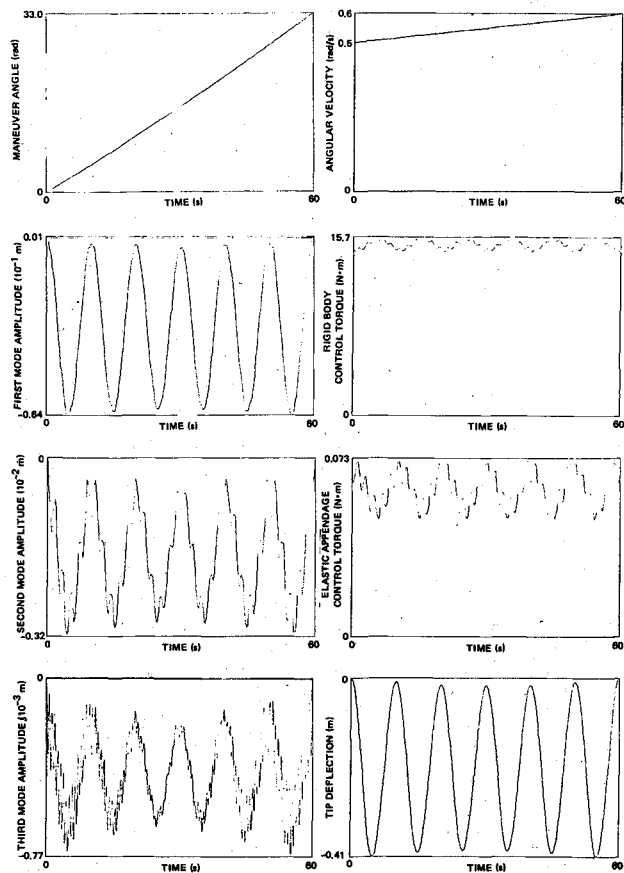 33.0
MANEUVER ANGLE (rad)
0
TIME (s)
60
0.6
0.5
ANGULAR VELOCITY (rad/s)
0
TIME (s)
60
0.01
FIRST MODE AMPLITUDE (10⁻¹ m)
-0.64
0
TIME (s)
60
15.7
RIGID BODY
CONTROL TORQUE (N•m)
0
0
TIME (s)
60
0
SECOND MODE AMPLITUDE (10⁻² m)
-0.32
0
TIME (s)
60
0.073
ELASTIC APPENDAGE
CONTROL TORQUE (N•m)
0
0
TIME (s)
60
0
THIRD MODE AMPLITUDE (10⁻³ m)
-0.77
0
TIME (s)
60
0
TIP DEFLECTION (m)
-0.41
0
TIME (s)
60